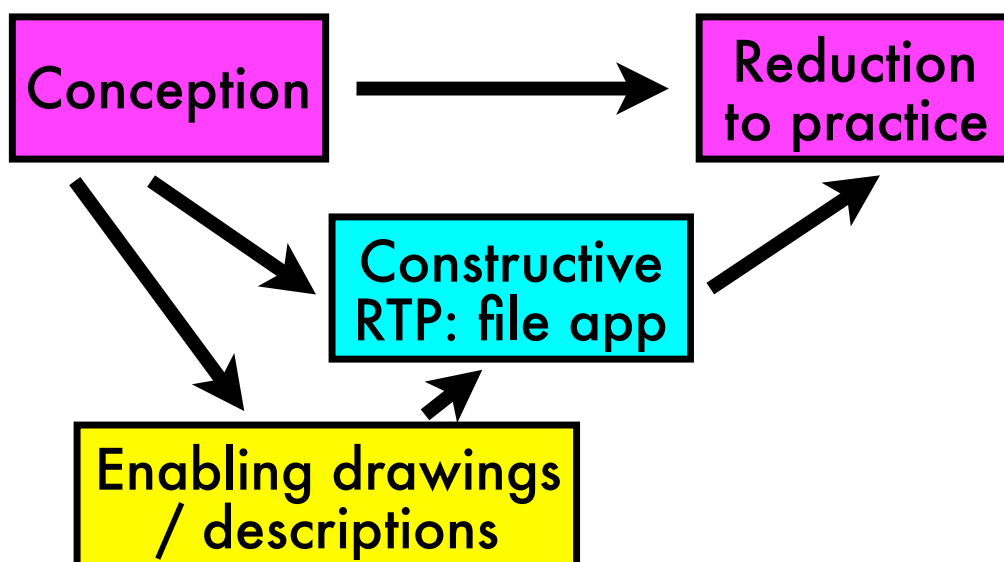 Conception
Reduction
to practice
Constructive
RTP: file app
Enabling drawings
/ descriptions